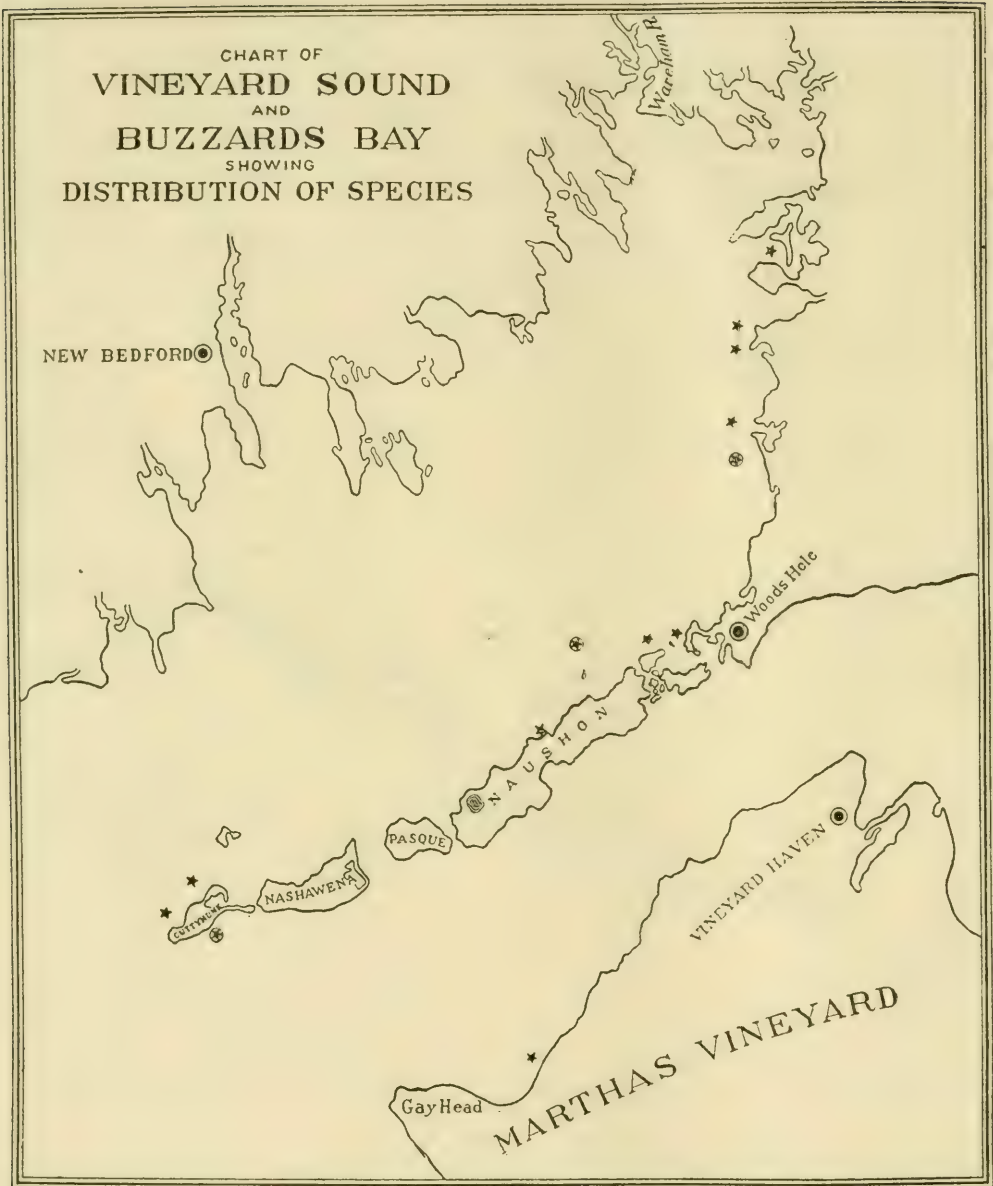 CHART OF
VINEYARD SOUND
AND
BUZZARDS BAY
SHOWING
DISTRIBUTION OF SPECIES
Wareham R.
NEW BEDFORD
Woods Hole
NAUSHON
PASQUE
NASHAWENA
CUTTYHUNK
VINEYARD HAVEN
MARTHAS VINEYARD
Gay Head